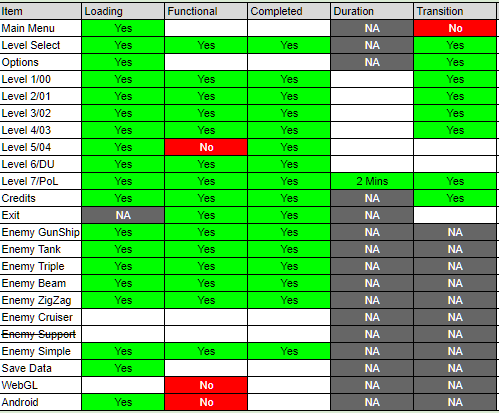 Item Loading Functional Completed Duration Transition
Main Menu Yes NA No
Level Select Yes Yes Yes NA Yes
Options Yes NA Yes
Level 1/00 Yes Yes Yes Yes
Level 2/01 Yes Yes Yes Yes
Level 3/02 Yes Yes Yes Yes
Level 4/03 Yes Yes Yes Yes
Level 5/04 Yes No Yes
Level 6/DU Yes Yes Yes
Level 7/PoL Yes Yes Yes 2 Mins Yes
Credits Yes Yes Yes NA Yes
Exit NA Yes Yes NA
Enemy GunShip Yes Yes Yes NA NA
Enemy Tank Yes Yes Yes NA NA
Enemy Triple Yes Yes Yes NA NA
Enemy Beam Yes Yes Yes NA NA
Enemy ZigZag Yes Yes Yes NA NA
Enemy Cruiser NA NA
Enemy Support NA NA
Enemy Simple Yes Yes Yes NA NA
Save Data Yes NA NA
WebGL No NA NA
Android Yes No NA NA